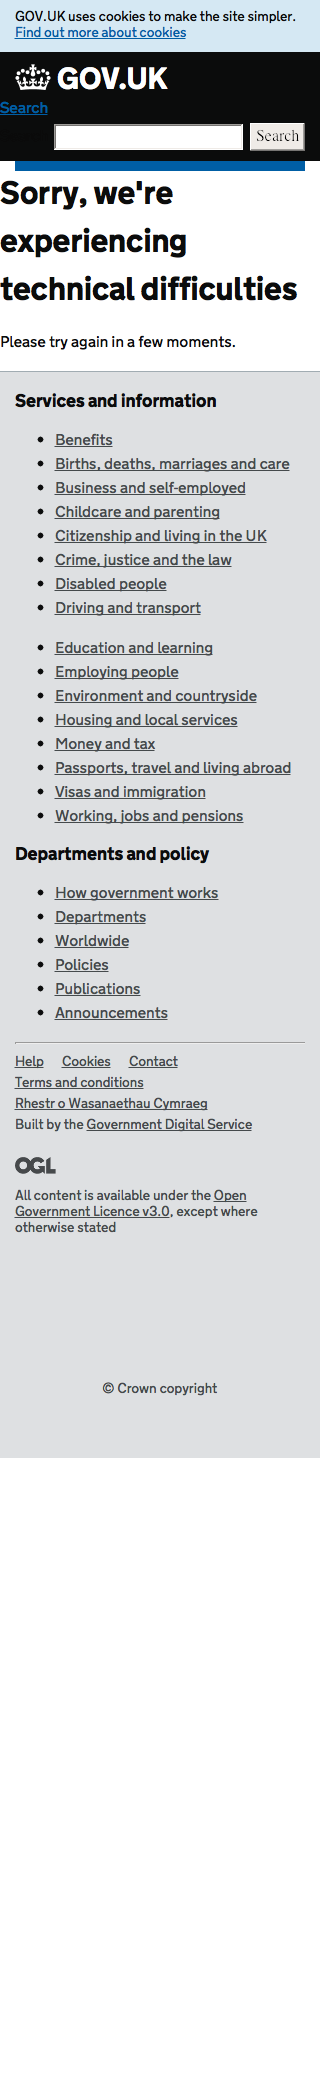 GOV.UK uses cookies to make the site simpler.
Find out more about cookies
GOV.UK
Search
Search
Sorry, we're
experiencing
technical difficulties
Please try again in a few moments.
Services and information
Benefits
Births, deaths, marriages and care
Business and self-employed
Childcare and parenting
Citizenship and living in the UK
Crime, justice and the law
Disabled people
Driving and transport
Education and learning
Employing people
Environment and countryside
Housing and local services
Money and tax
Passports, travel and living abroad
Visas and immigration
Working, jobs and pensions
Departments and policy
How government works
Departments
Worldwide
Policies
Publications
Announcements
Help Cookies Contact
Terms and conditions
Rhestr o Wasanaethau Cymraeg
Built by the Government Digital Service
OGL
All content is available under the Open
Government Licence v3.0, except where
otherwise stated
© Crown copyright